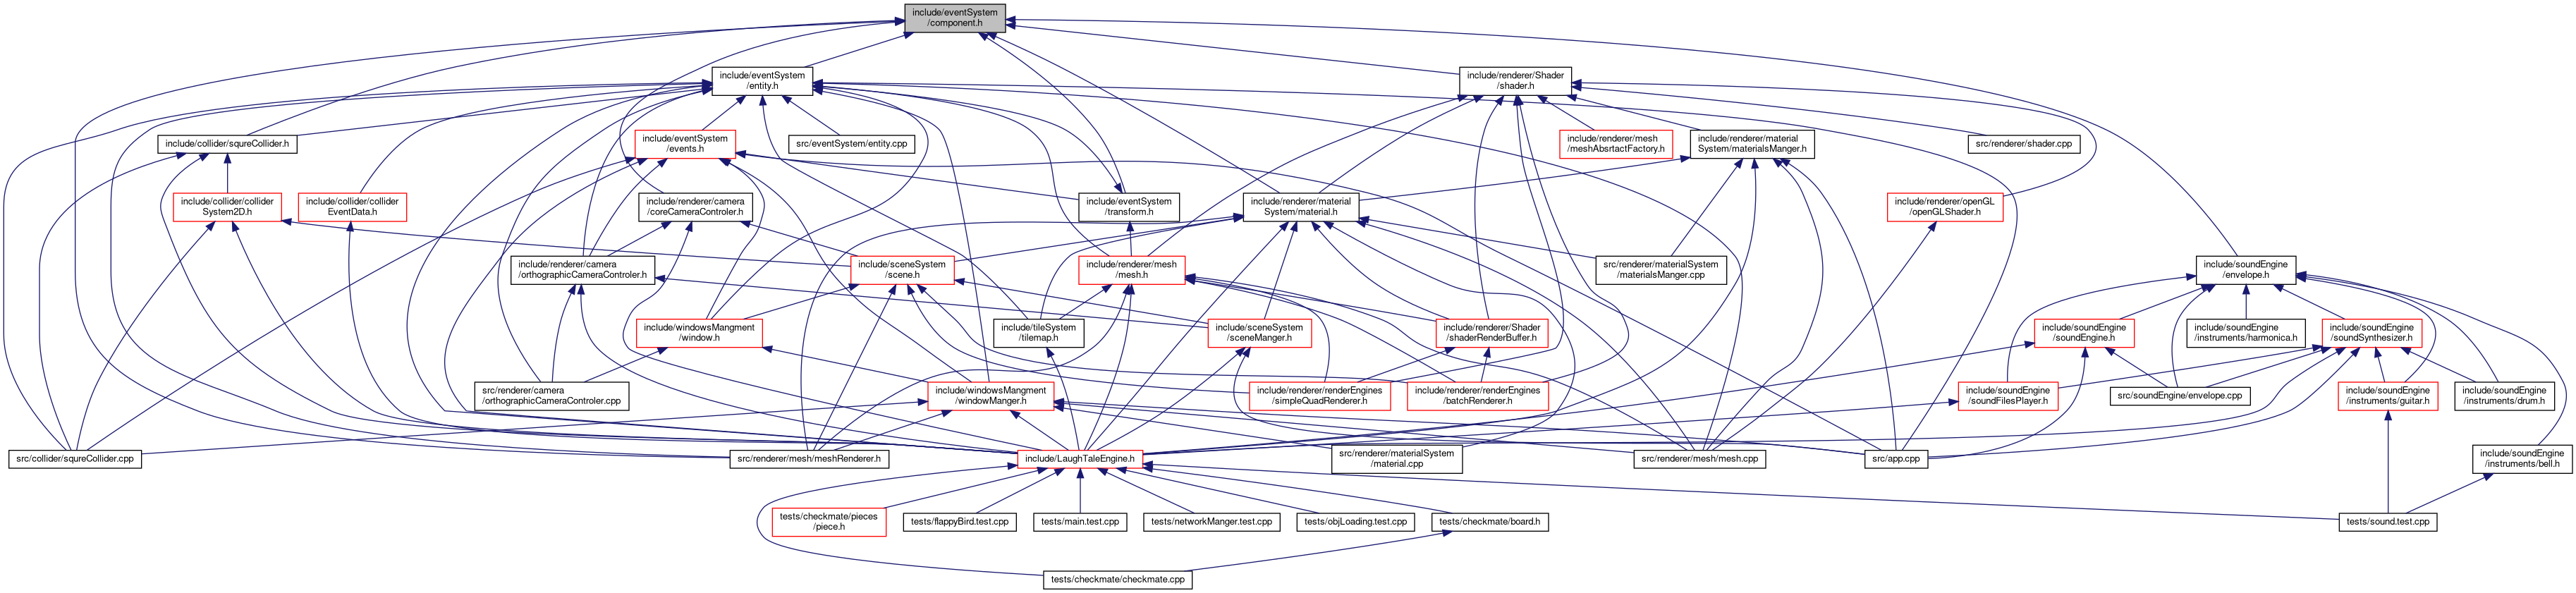 include/eventSystem
/component.h
include/eventSystem
/entity.h
include/renderer/Shader
/shader.h
include/collider/squreCollider.h
include/eventSystem
/events.h
src/eventSystem/entity.cpp
include/renderer/mesh
/meshAbsrtactFactory.h
include/renderer/material
System/materialsManger.h
src/renderer/shader.cpp
include/collider/collider
System2D.h
include/collider/collider
EventData.h
include/renderer/camera
/coreCameraControler.h
include/eventSystem
/transform.h
include/renderer/material
System/material.h
include/renderer/openGL
/openGLShader.h
include/renderer/camera
/orthographicCameraControler.h
include/sceneSystem
/scene.h
include/renderer/mesh
/mesh.h
src/renderer/materialSystem
/materialsManger.cpp
include/soundEngine
/envelope.h
include/windowsMangment
/window.h
include/tileSystem
/tilemap.h
include/sceneSystem
/sceneManger.h
include/renderer/Shader
/shaderRenderBuffer.h
include/soundEngine
/soundEngine.h
include/soundEngine
/instruments/harmonica.h
include/soundEngine
/soundSynthesizer.h
src/renderer/camera
/orthographicCameraControler.cpp
include/windowsMangment
/windowManger.h
include/renderer/renderEngines
/simpleQuadRenderer.h
include/renderer/renderEngines
/batchRenderer.h
include/soundEngine
/soundFilesPlayer.h
src/soundEngine/envelope.cpp
include/soundEngine
/instruments/guitar.h
include/soundEngine
/instruments/drum.h
src/collider/squreCollider.cpp
src/renderer/mesh/meshRenderer.h
include/LaughTaleEngine.h
src/renderer/materialSystem
/material.cpp
src/renderer/mesh/mesh.cpp
src/app.cpp
include/soundEngine
/instruments/bell.h
tests/checkmate/pieces
/piece.h
tests/flappyBird.test.cpp
tests/main.test.cpp
tests/networkManger.test.cpp
tests/objLoading.test.cpp
tests/checkmate/board.h
tests/sound.test.cpp
tests/checkmate/checkmate.cpp